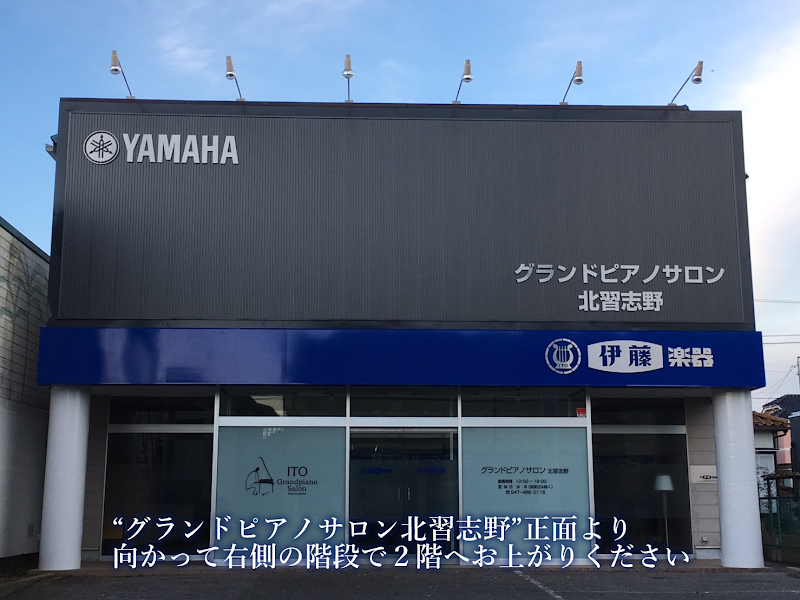 YAMAHA
グランドピアノサロン
北習志野
ITO
伊藤楽器
ITO
Grandpiano
Salon
グランドピアノサロン 北習志野
“グランドピアノサロン北習志野”正面より
向かって右側の階段で２階へお上がりください